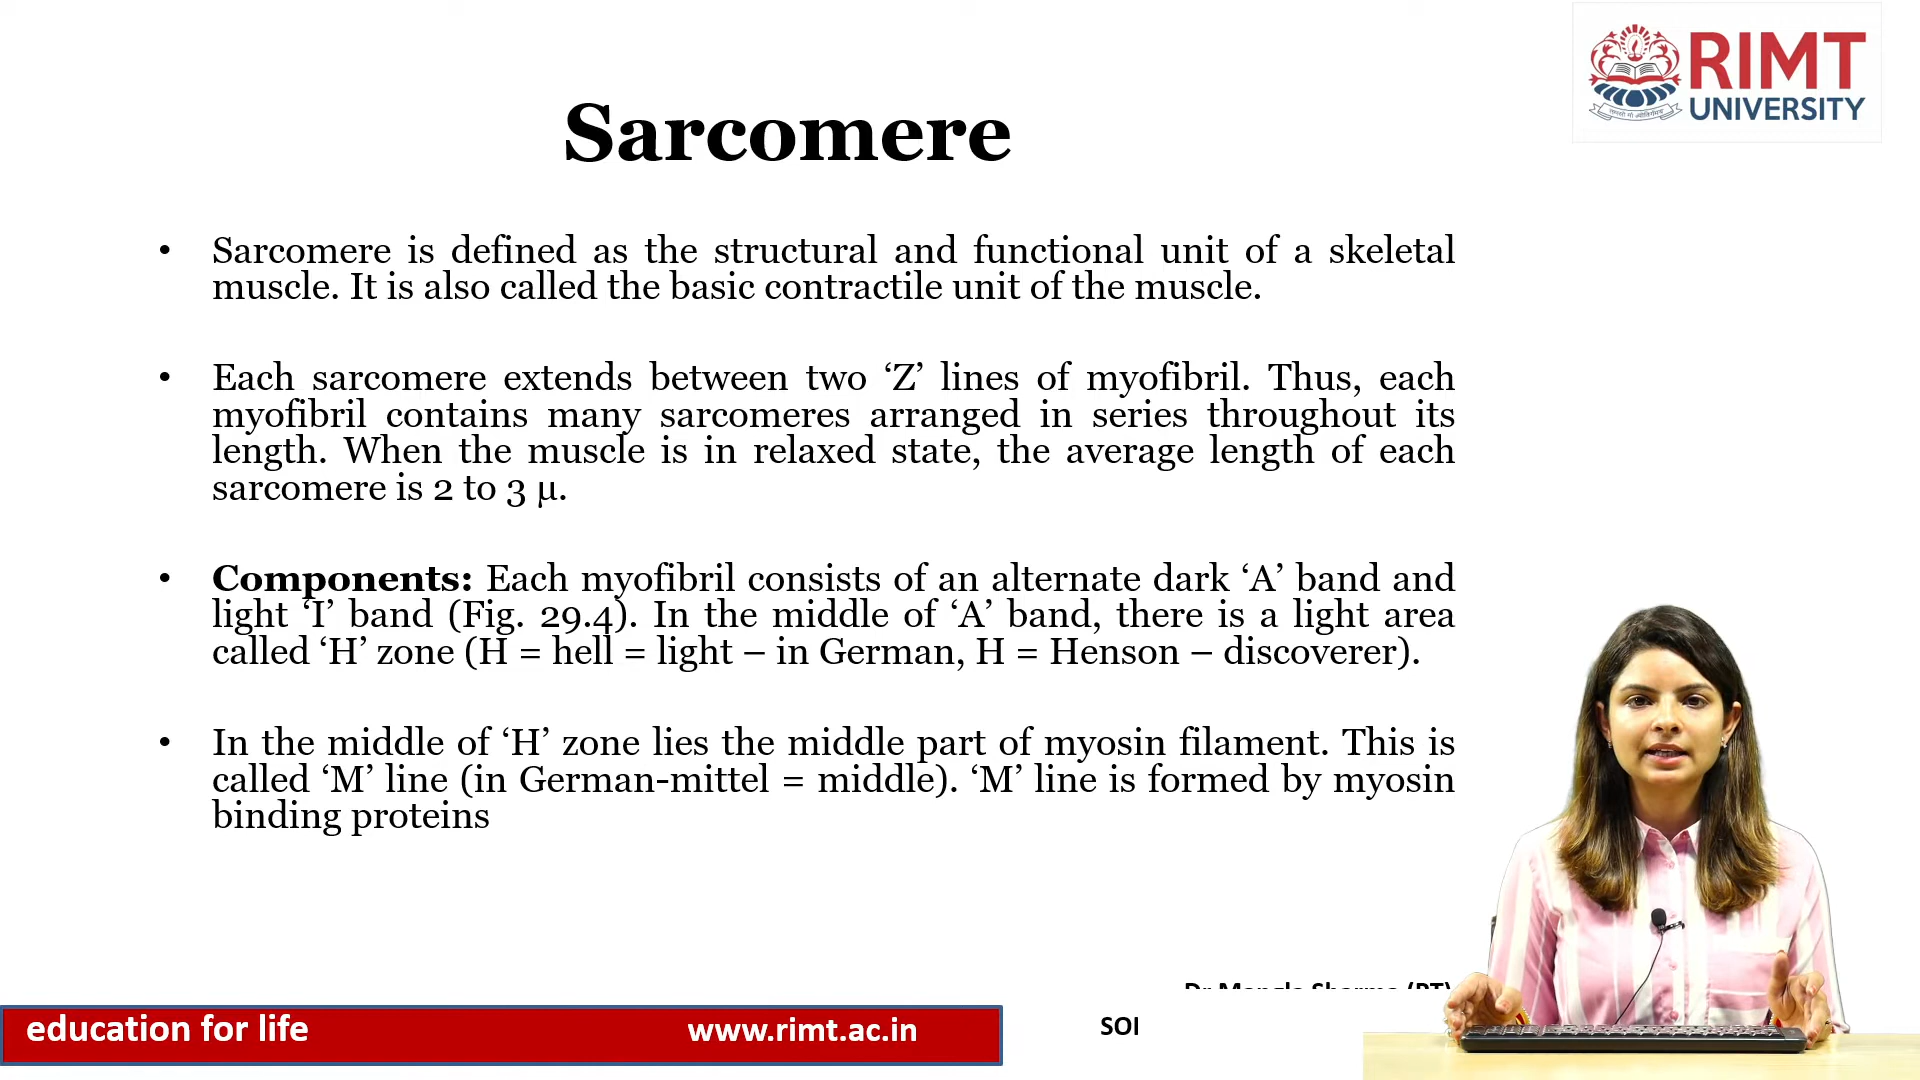 RIMT
UNIVERSITY
Sarcomere
• Sarcomere is defined as the structural and functional unit of a skeletal
muscle. It is also called the basic contractile unit of the muscle.
• Each sarcomere extends between two ‘Z’ lines of myofibril. Thus, each
myofibril contains many sarcomeres arranged in series throughout its
length. When the muscle is in relaxed state, the average length of each
sarcomere is 2 to 3 µ.
• Components: Each myofibril consists of an alternate dark ‘A’ band and
light ‘I’ band (Fig. 29.4). In the middle of ‘A’ band, there is a light area
called ‘H’ zone (H = hell = light – in German, H = Henson – discoverer).
• In the middle of ‘H’ zone lies the middle part of myosin filament. This is
called ‘M’ line (in German-mittel = middle). ‘M’ line is formed by myosin
binding proteins
education for life
www.rimt.ac.in
SOI